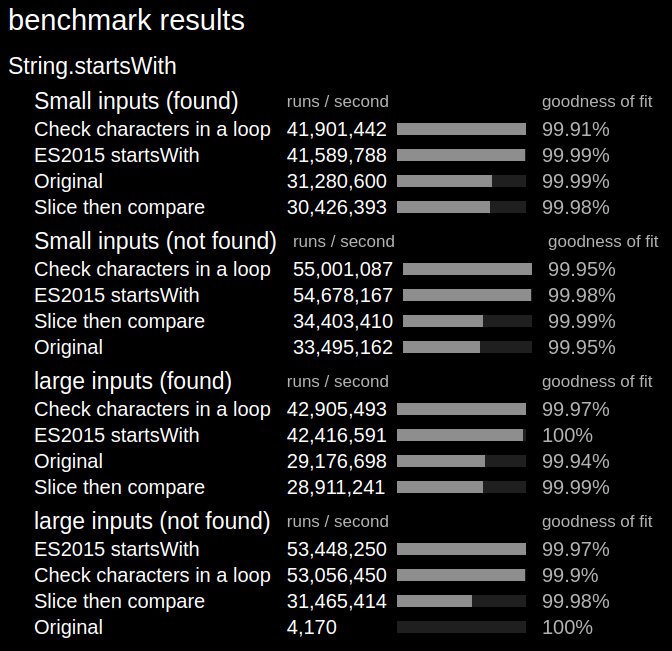 benchmark results
String.startsWith
Small inputs (found) runs / second goodness of fit
Check characters in a loop 41,901,442 99.91%
ES2015 startsWith 41,589,788 99.99%
Original 31,280,600 99.99%
Slice then compare 30,426,393 99.98%
Small inputs (not found) runs / second goodness of fit
Check characters in a loop 55,001,087 99.95%
ES2015 startsWith 54,678,167 99.98%
Slice then compare 34,403,410 99.99%
Original 33,495,162 99.95%
large inputs (found) runs / second goodness of fit
Check characters in a loop 42,905,493 99.97%
ES2015 startsWith 42,416,591 100%
Original 29,176,698 99.94%
Slice then compare 28,911,241 99.99%
large inputs (not found) runs / second goodness of fit
ES2015 startsWith 53,448,250 99.97%
Check characters in a loop 53,056,450 99.9%
Slice then compare 31,465,414 99.98%
Original 4,170 100%